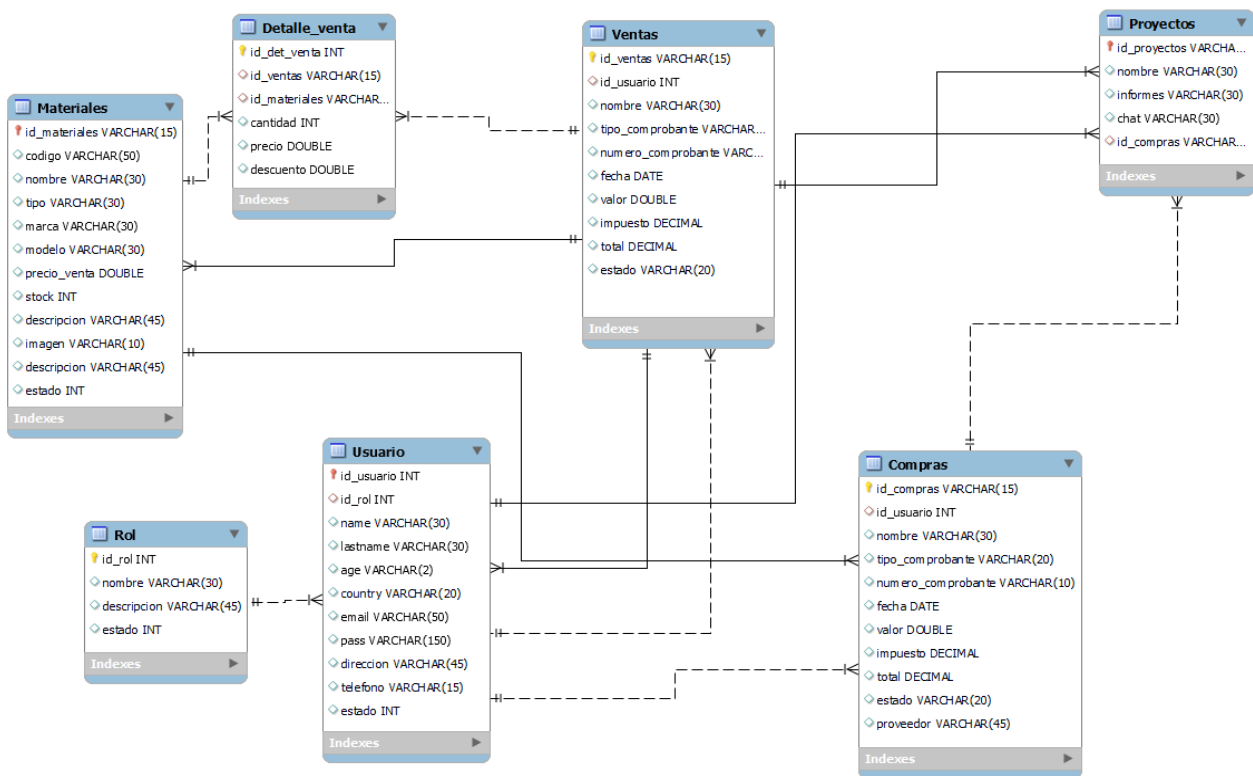 Detalle_venta
id_det_venta INT
id_ventas VARCHAR(15)
id_materiales VARCHAR...
cantidad INT
precio DOUBLE
descuento DOUBLE
Indexes
Ventas
id_ventas VARCHAR(15)
id_usuario INT
nombre VARCHAR(30)
tipo_comprobante VARCHAR...
numero_comprobante VARC...
fecha DATE
valor DOUBLE
impuesto DECIMAL
total DECIMAL
estado VARCHAR(20)
Indexes
Proyectos
id_proyectos VARCHA...
nombre VARCHAR(30)
informes VARCHAR(30)
chat VARCHAR(30)
id_compras VARCHAR...
Indexes
Materiales
id_materiales VARCHAR(15)
codigo VARCHAR(50)
nombre VARCHAR(30)
tipo VARCHAR(30)
marca VARCHAR(30)
modelo VARCHAR(30)
precio_venta DOUBLE
stock INT
descripcion VARCHAR(45)
imagen VARCHAR(10)
descripcion VARCHAR(45)
estado INT
Indexes
Usuario
id_usuario INT
id_rol INT
name VARCHAR(30)
lastname VARCHAR(30)
age VARCHAR(2)
country VARCHAR(20)
email VARCHAR(50)
pass VARCHAR(150)
direccion VARCHAR(45)
telefono VARCHAR(15)
estado INT
Indexes
Compras
id_compras VARCHAR(15)
id_usuario INT
nombre VARCHAR(30)
tipo_comprobante VARCHAR(20)
numero_comprobante VARCHAR(10)
fecha DATE
valor DOUBLE
impuesto DECIMAL
total DECIMAL
estado VARCHAR(20)
proveedor VARCHAR(45)
Indexes
Rol
id_rol INT
nombre VARCHAR(30)
descripcion VARCHAR(45)
estado INT
Indexes